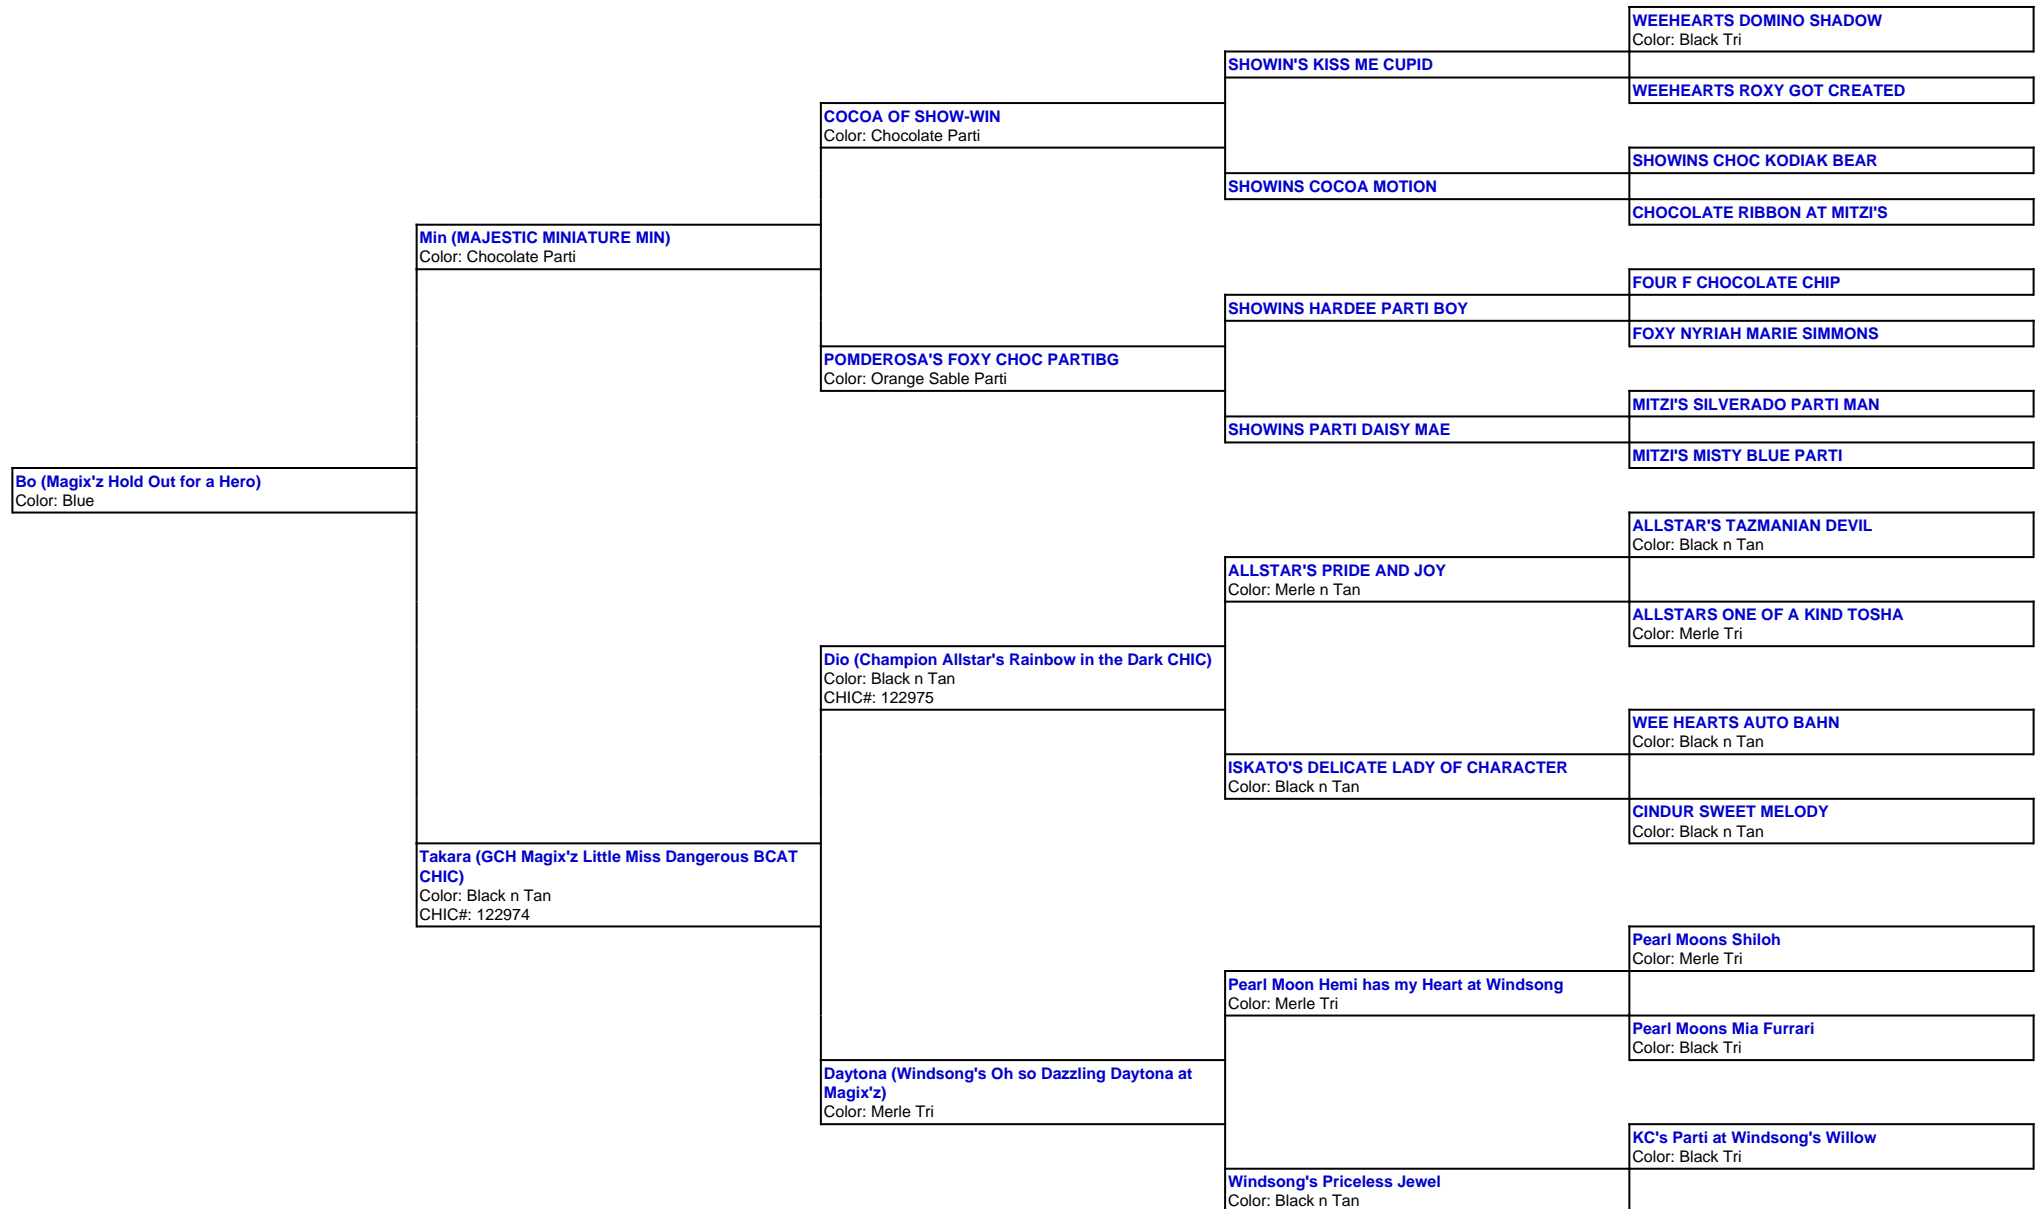 WEEHEARTS DOMINO SHADOW
Color: Black Tri
SHOWIN'S KISS ME CUPID
WEEHEARTS ROXY GOT CREATED
COCOA OF SHOW-WIN
Color: Chocolate Parti
SHOWINS CHOC KODIAK BEAR
SHOWINS COCOA MOTION
CHOCOLATE RIBBON AT MITZI'S
Min (MAJESTIC MINIATURE MIN)
Color: Chocolate Parti
FOUR F CHOCOLATE CHIP
SHOWINS HARDEE PARTI BOY
FOXY NYRIAH MARIE SIMMONS
POMDEROSA'S FOXY CHOC PARTIBG
Color: Orange Sable Parti
MITZI'S SILVERADO PARTI MAN
SHOWINS PARTI DAISY MAE
MITZI'S MISTY BLUE PARTI
Bo (Magix'z Hold Out for a Hero)
Color: Blue
ALLSTAR'S TAZMANIAN DEVIL
Color: Black n Tan
ALLSTAR'S PRIDE AND JOY
Color: Merle n Tan
ALLSTARS ONE OF A KIND TOSHA
Color: Merle Tri
Dio (Champion Allstar's Rainbow in the Dark CHIC)
Color: Black n Tan
CHIC#: 122975
WEE HEARTS AUTO BAHN
Color: Black n Tan
ISKATO'S DELICATE LADY OF CHARACTER
Color: Black n Tan
CINDUR SWEET MELODY
Color: Black n Tan
Takara (GCH Magix'z Little Miss Dangerous BCAT
CHIC)
Color: Black n Tan
CHIC#: 122974
Pearl Moons Shiloh
Color: Merle Tri
Pearl Moon Hemi has my Heart at Windsong
Color: Merle Tri
Pearl Moons Mia Furrari
Color: Black Tri
Daytona (Windsong's Oh so Dazzling Daytona at
Magix'z)
Color: Merle Tri
KC's Parti at Windsong's Willow
Color: Black Tri
Windsong's Priceless Jewel
Color: Black n Tan